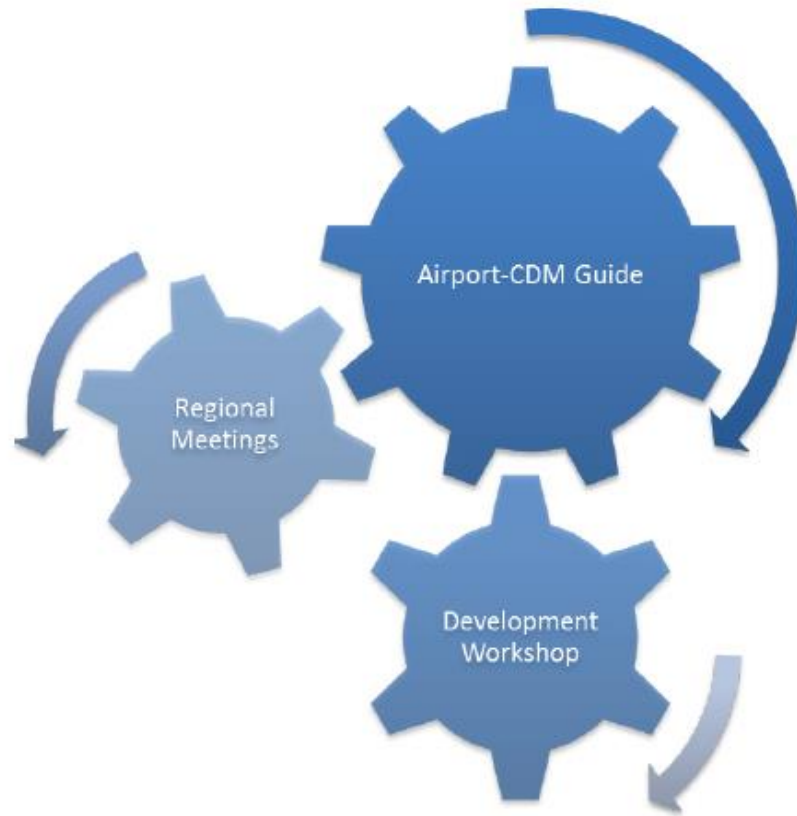 Airport-CDM Guide
Regional
Meetings
Development
Workshop